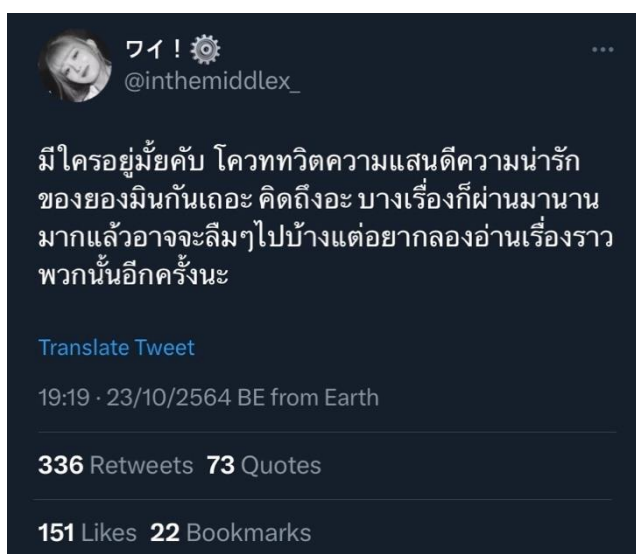 ワイ！⚙️
@inthemiddlex_
มีใครอยู่มั้ยคับ โควททวิตความแสนดีความน่ารัก
ของยองมินกันเถอะ คิดถึงอะ บางเรื่องก็ผ่านมานาน
มากแล้วอาจจะลืมๆไปบ้างแต่อยากลองอ่านเรื่องราว
พวกนั้นอีกครั้งนะ
Translate Tweet
19:19 · 23/10/2564 BE from Earth
336 Retweets 73 Quotes
151 Likes 22 Bookmarks